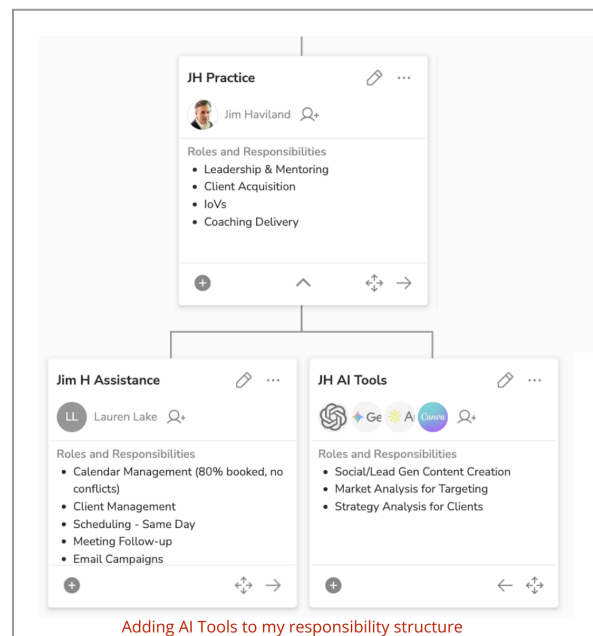 JH Practice
Jim Haviland
Roles and Responsibilities
Leadership & Mentoring
Client Acquisition
IoVs
Coaching Delivery
Jim H Assistance
LL Lauren Lake
Roles and Responsibilities
Calendar Management (80% booked, no
conflicts)
Client Management
Scheduling - Same Day
Meeting Follow-up
Email Campaigns
JH AI Tools
Ge A Canva
Roles and Responsibilities
Social/Lead Gen Content Creation
Market Analysis for Targeting
Strategy Analysis for Clients
Adding AI Tools to my responsibility structure